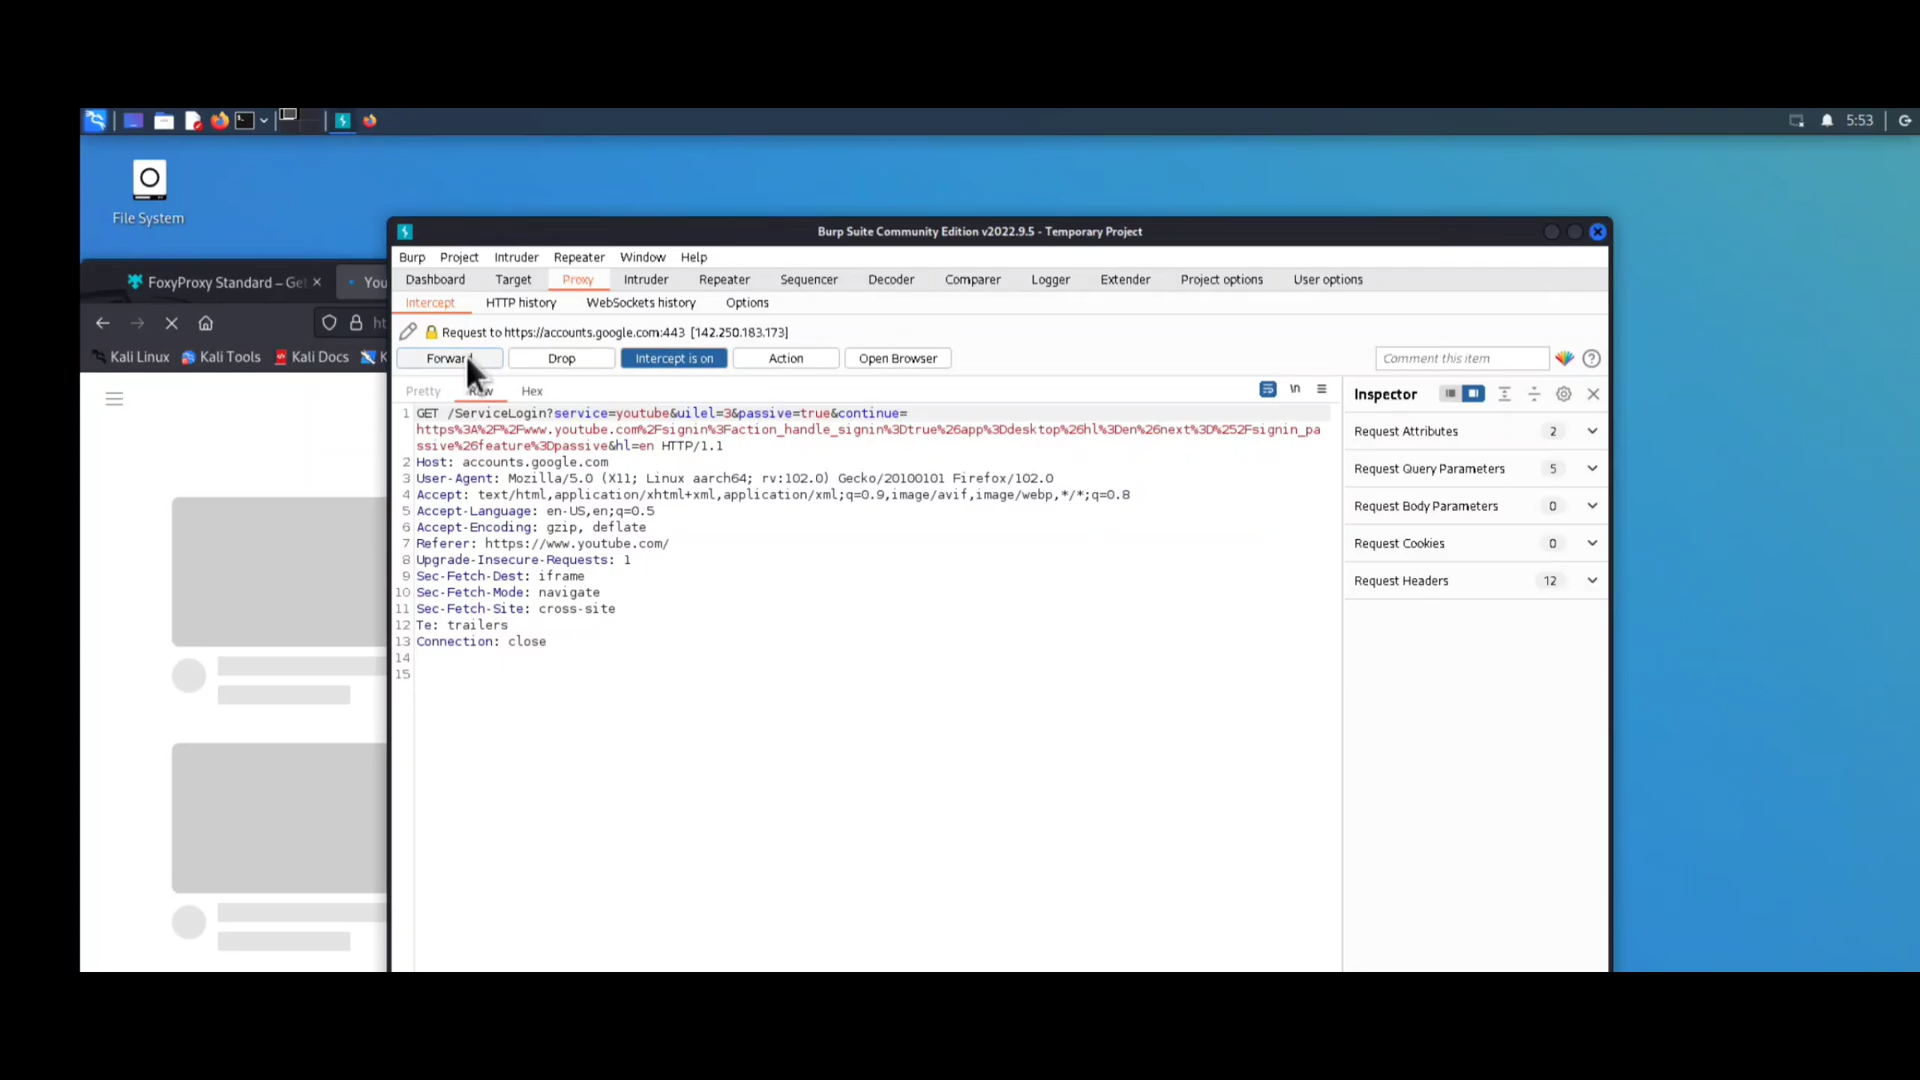 5:53
File System
Burp Suite Community Edition v2022.9.5 - Temporary Project
Burp Project Intruder Repeater Window Help
FoxyProxy Standard – Ge
You
Dashboard Target Proxy Intruder Repeater Sequencer Decoder Comparer Logger Extender Project options User options
Intercept HTTP history WebSockets history Options
ht
Request to https://accounts.google.com:443 [142.250.183.173]
Kali Linux Kali Tools Kali Docs K
Forward Drop Intercept is on Action Open Browser Comment this item
Pretty Raw Hex \n
Inspector
1 GET /ServiceLogin?service=youtube&uilel=3&passive=true&continue=
https%3A%2F%2Fwww.youtube.com%2Fsignin%3Faction_handle_signin%3Dtrue%26app%3Ddesktop%26hl%3Den%26next%3D%252Fsignin_pa
ssive%26feature%3Dpassive&hl=en HTTP/1.1
2 Host: accounts.google.com
3 User-Agent: Mozilla/5.0 (X11; Linux aarch64; rv:102.0) Gecko/20100101 Firefox/102.0
4 Accept: text/html,application/xhtml+xml,application/xml;q=0.9,image/avif,image/webp,*/*;q=0.8
5 Accept-Language: en-US,en;q=0.5
6 Accept-Encoding: gzip, deflate
7 Referer: https://www.youtube.com/
8 Upgrade-Insecure-Requests: 1
9 Sec-Fetch-Dest: iframe
10 Sec-Fetch-Mode: navigate
11 Sec-Fetch-Site: cross-site
12 Te: trailers
13 Connection: close
14
15
Request Attributes 2
Request Query Parameters 5
Request Body Parameters 0
Request Cookies 0
Request Headers 12